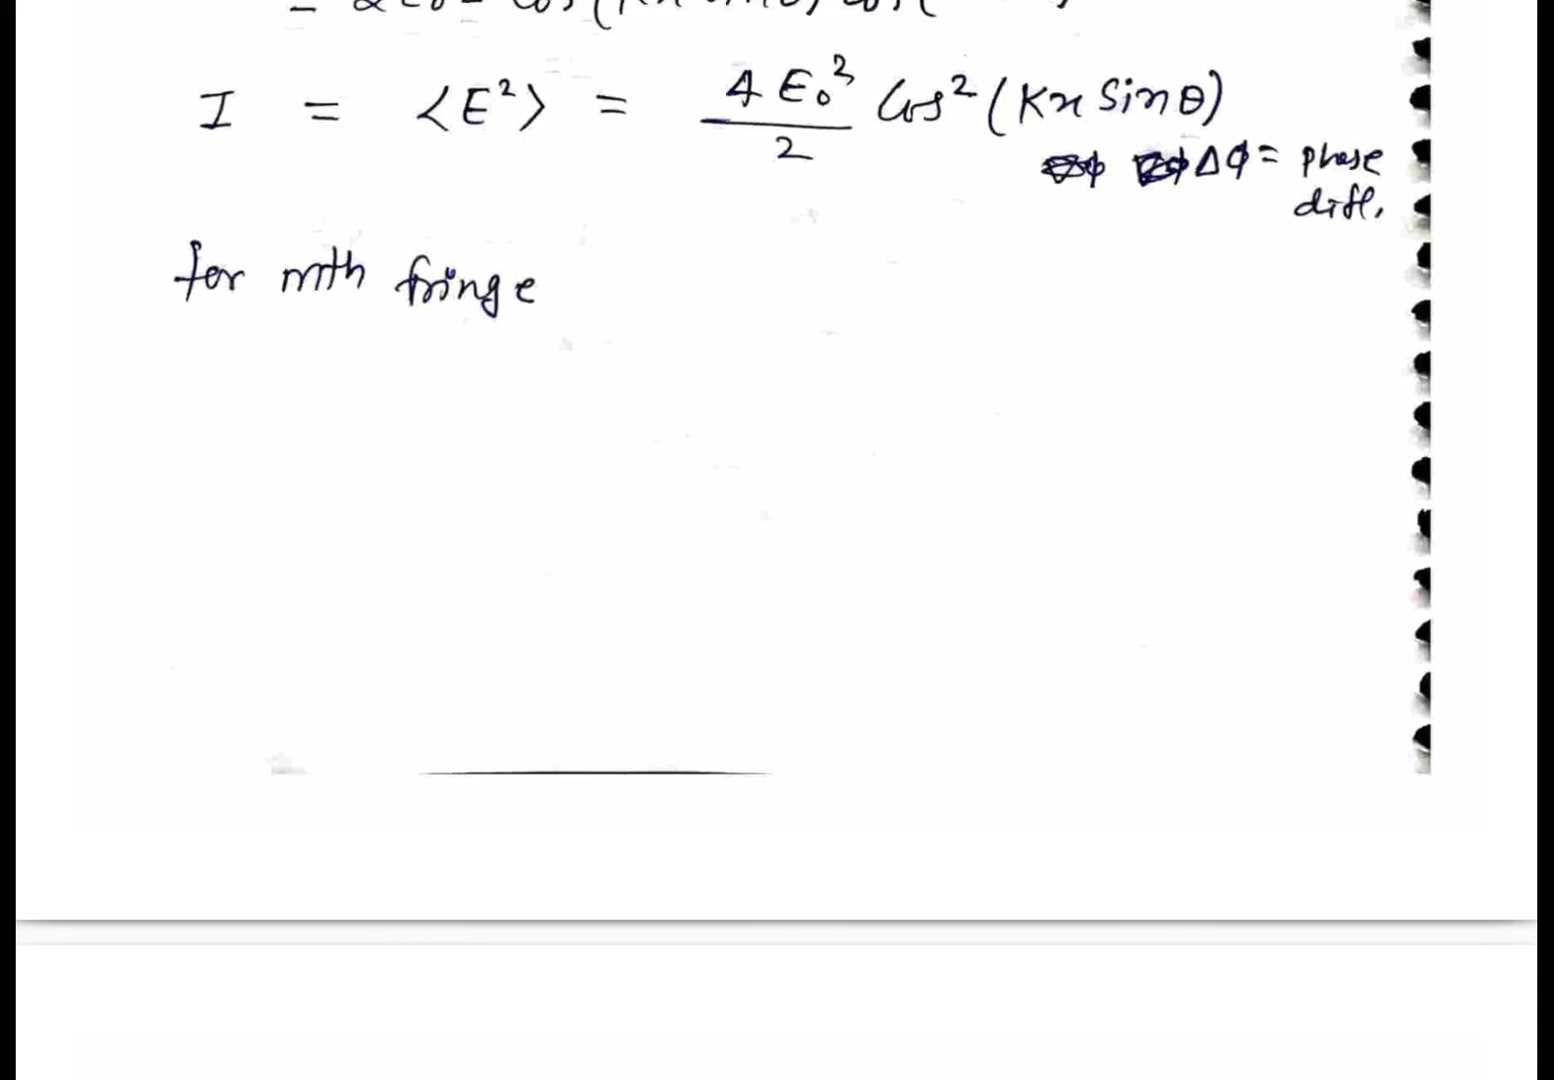 I = <E²> = 4 E₀² / 2 Cos² (Kx Sin θ)
Δϕ = phase
diff.
for mth fringe